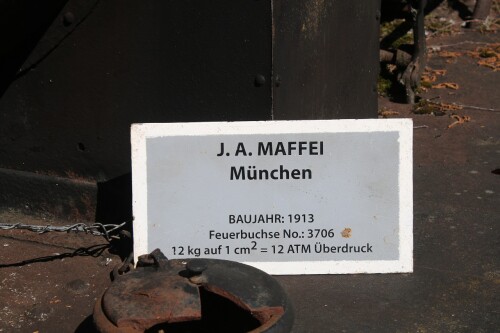 J. A. MAFFEI
München
BAUJAHR: 1913
Feuerbuchse No.: 3706
12 kg auf 1 cm² = 12 ATM Überdruck